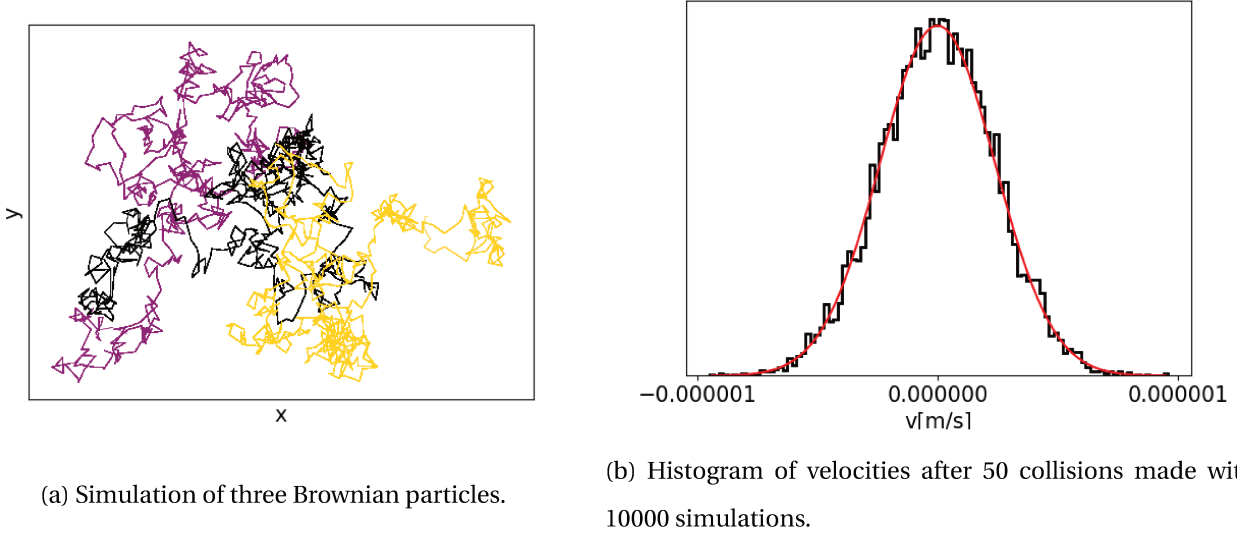 y
x
(a) Simulation of three Brownian particles.
−0.000001 0.000000 0.000001
v[m/s]
(b) Histogram of velocities after 50 collisions made
10000 simulations.